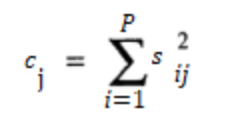 c_j = \sum_{i=1}^{P} s_{ij}^{2}